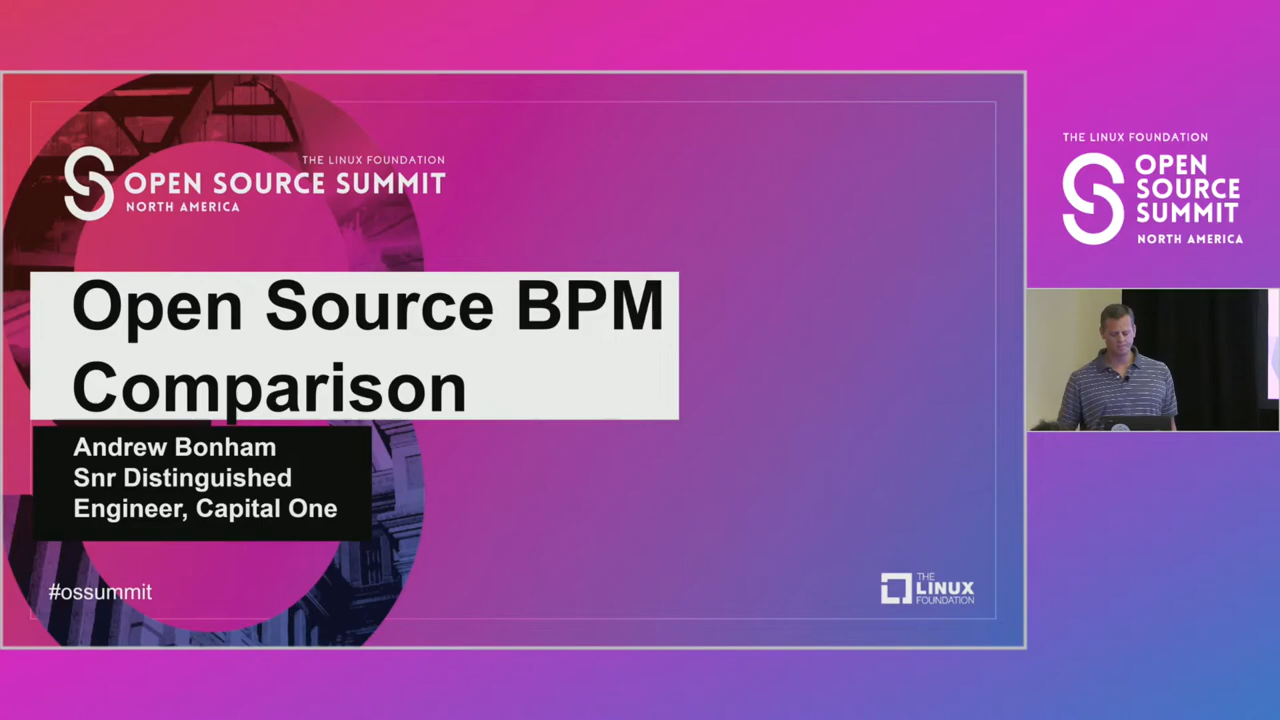 THE LINUX FOUNDATION
OPEN SOURCE SUMMIT
NORTH AMERICA
Open Source BPM
Comparison
Andrew Bonham
Snr Distinguished
Engineer, Capital One
#ossummit
THE
LINUX
FOUNDATION
THE LINUX FOUNDATION
OPEN
SOURCE
SUMMIT
NORTH AMERICA